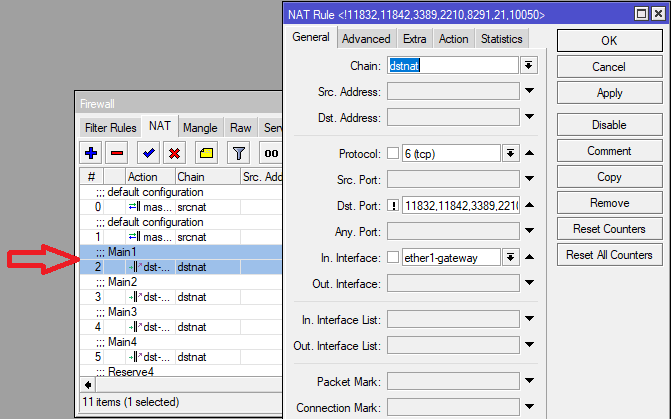 NAT Rule <!11832,11842,3389,2210,8291,21,10050>
General Advanced Extra Action Statistics
Chain: dstnat
Src. Address:
Dst. Address:
Protocol: 6 (tcp)
Src. Port:
Dst. Port: ! 11832,11842,3389,2210
Any. Port:
In. Interface: ether1-gateway
Out. Interface:
In. Interface List:
Out. Interface List:
Packet Mark:
Connection Mark:
OK
Cancel
Apply
Disable
Comment
Copy
Remove
Reset Counters
Reset All Counters
Firewall
Filter Rules NAT Mangle Raw Serv
00
# Action Chain Src. Add
;;; default configuration
0 mas... srcnat
;;; default configuration
1 mas... srcnat
;;; Main1
2 dst-... dstnat
;;; Main2
3 dst-... dstnat
;;; Main3
4 dst-... dstnat
;;; Main4
5 dst-... dstnat
;;; Reserve4
11 items (1 selected)